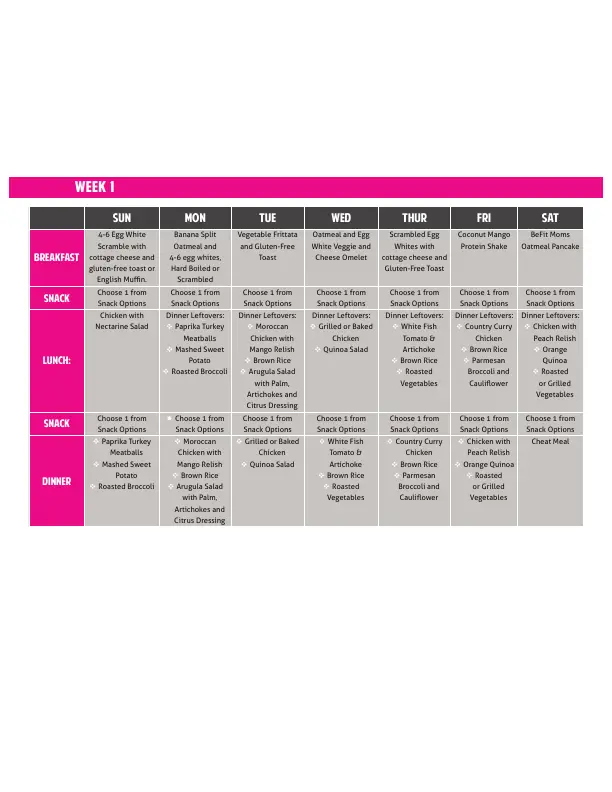 WEEK 1
SUN MON TUE WED THUR FRI SAT
BREAKFAST
4-6 Egg White
Scramble with
cottage cheese and
gluten-free toast or
English Muffin.
Banana Split
Oatmeal and
4-6 egg whites,
Hard Boiled or
Scrambled
Vegetable Frittata
and Gluten-Free
Toast
Oatmeal and Egg
White Veggie and
Cheese Omelet
Scrambled Egg
Whites with
cottage cheese and
Gluten-Free Toast
Coconut Mango
Protein Shake
BeFit Moms
Oatmeal Pancake
SNACK
Choose 1 from
Snack Options
Choose 1 from
Snack Options
Choose 1 from
Snack Options
Choose 1 from
Snack Options
Choose 1 from
Snack Options
Choose 1 from
Snack Options
Choose 1 from
Snack Options
LUNCH:
Chicken with
Nectarine Salad
Dinner Leftovers:
Paprika Turkey
Meatballs
Mashed Sweet
Potato
Roasted Broccoli
Dinner Leftovers:
Moroccan
Chicken with
Mango Relish
Brown Rice
Arugula Salad
with Palm,
Artichokes and
Citrus Dressing
Dinner Leftovers:
Grilled or Baked
Chicken
Quinoa Salad
Dinner Leftovers:
White Fish
Tomato &
Artichoke
Brown Rice
Roasted
Vegetables
Dinner Leftovers:
Country Curry
Chicken
Brown Rice
Parmesan
Broccoli and
Cauliflower
Dinner Leftovers:
Chicken with
Peach Relish
Orange
Quinoa
Roasted
or Grilled
Vegetables
SNACK
Choose 1 from
Snack Options
Choose 1 from
Snack Options
Choose 1 from
Snack Options
Choose 1 from
Snack Options
Choose 1 from
Snack Options
Choose 1 from
Snack Options
Choose 1 from
Snack Options
DINNER
Paprika Turkey
Meatballs
Mashed Sweet
Potato
Roasted Broccoli
Moroccan
Chicken with
Mango Relish
Brown Rice
Arugula Salad
with Palm,
Artichokes and
Citrus Dressing
Grilled or Baked
Chicken
Quinoa Salad
White Fish
Tomato &
Artichoke
Brown Rice
Roasted
Vegetables
Country Curry
Chicken
Brown Rice
Parmesan
Broccoli and
Cauliflower
Chicken with
Peach Relish
Orange Quinoa
Roasted
or Grilled
Vegetables
Cheat Meal